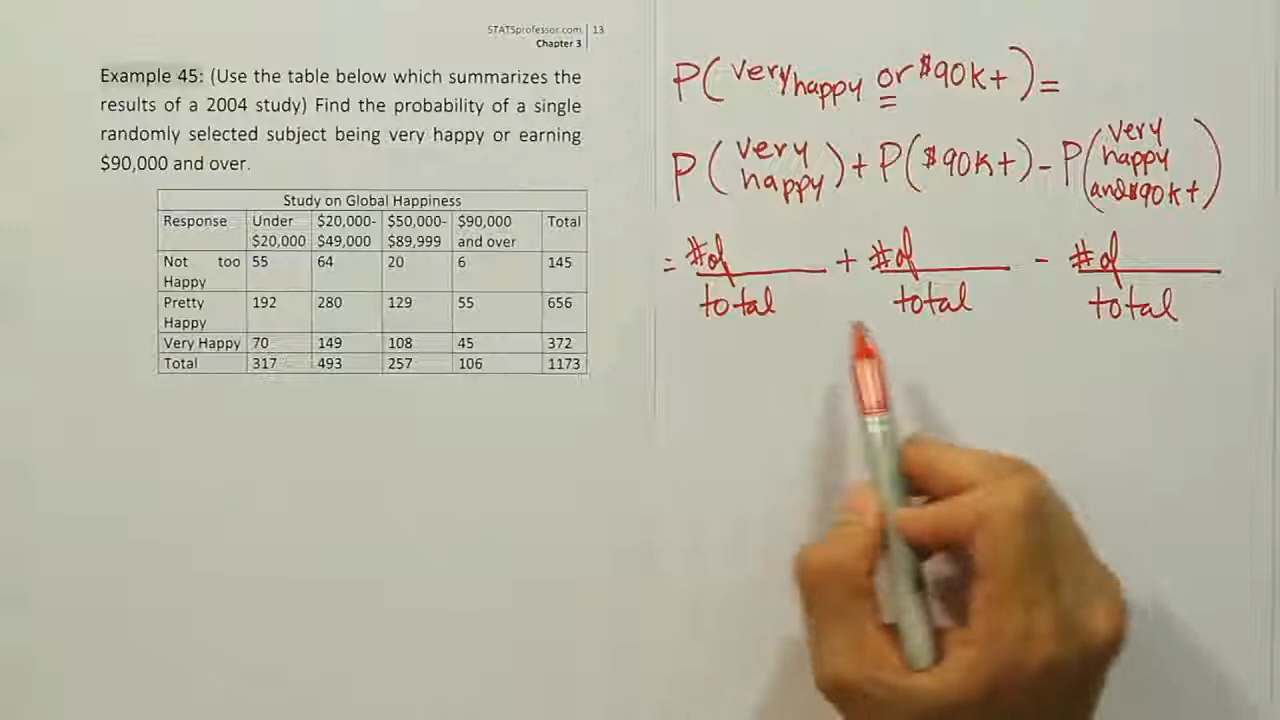 STATSprofessor.com | 13
Chapter 3
Example 45: (Use the table below which summarizes the
results of a 2004 study) Find the probability of a single
randomly selected subject being very happy or earning
$90,000 and over.
Study on Global Happiness
Response Under $20,000- $50,000- $90,000 Total
$20,000 $49,000 $89,999 and over
Not too 55 64 20 6 145
Happy
Pretty 192 280 129 55 656
Happy
Very Happy 70 149 108 45 372
Total 317 493 257 106 1173
P(very happy or $90k+) =
P(very happy) + P($90k+) - P(very happy and $90k+)
= # of + # of - # of
total total total